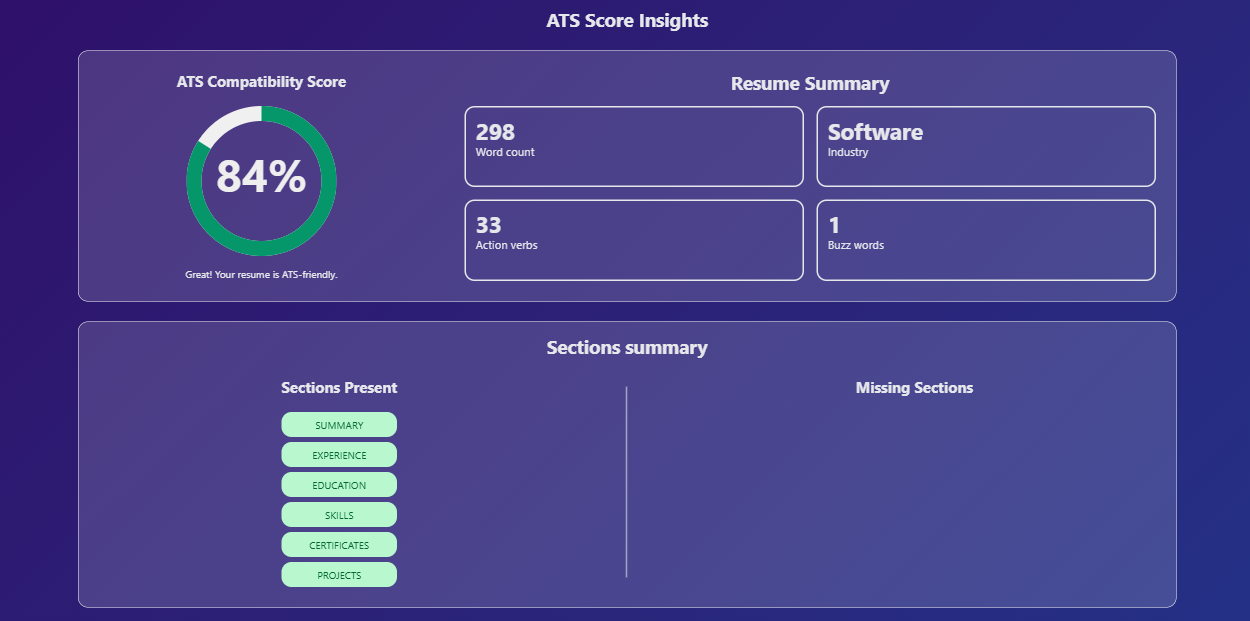 ATS Score Insights
ATS Compatibility Score
84%
Great! Your resume is ATS-friendly.
Resume Summary
298
Word count
Software
Industry
33
Action verbs
1
Buzz words
Sections summary
Sections Present
SUMMARY
EXPERIENCE
EDUCATION
SKILLS
CERTIFICATES
PROJECTS
Missing Sections